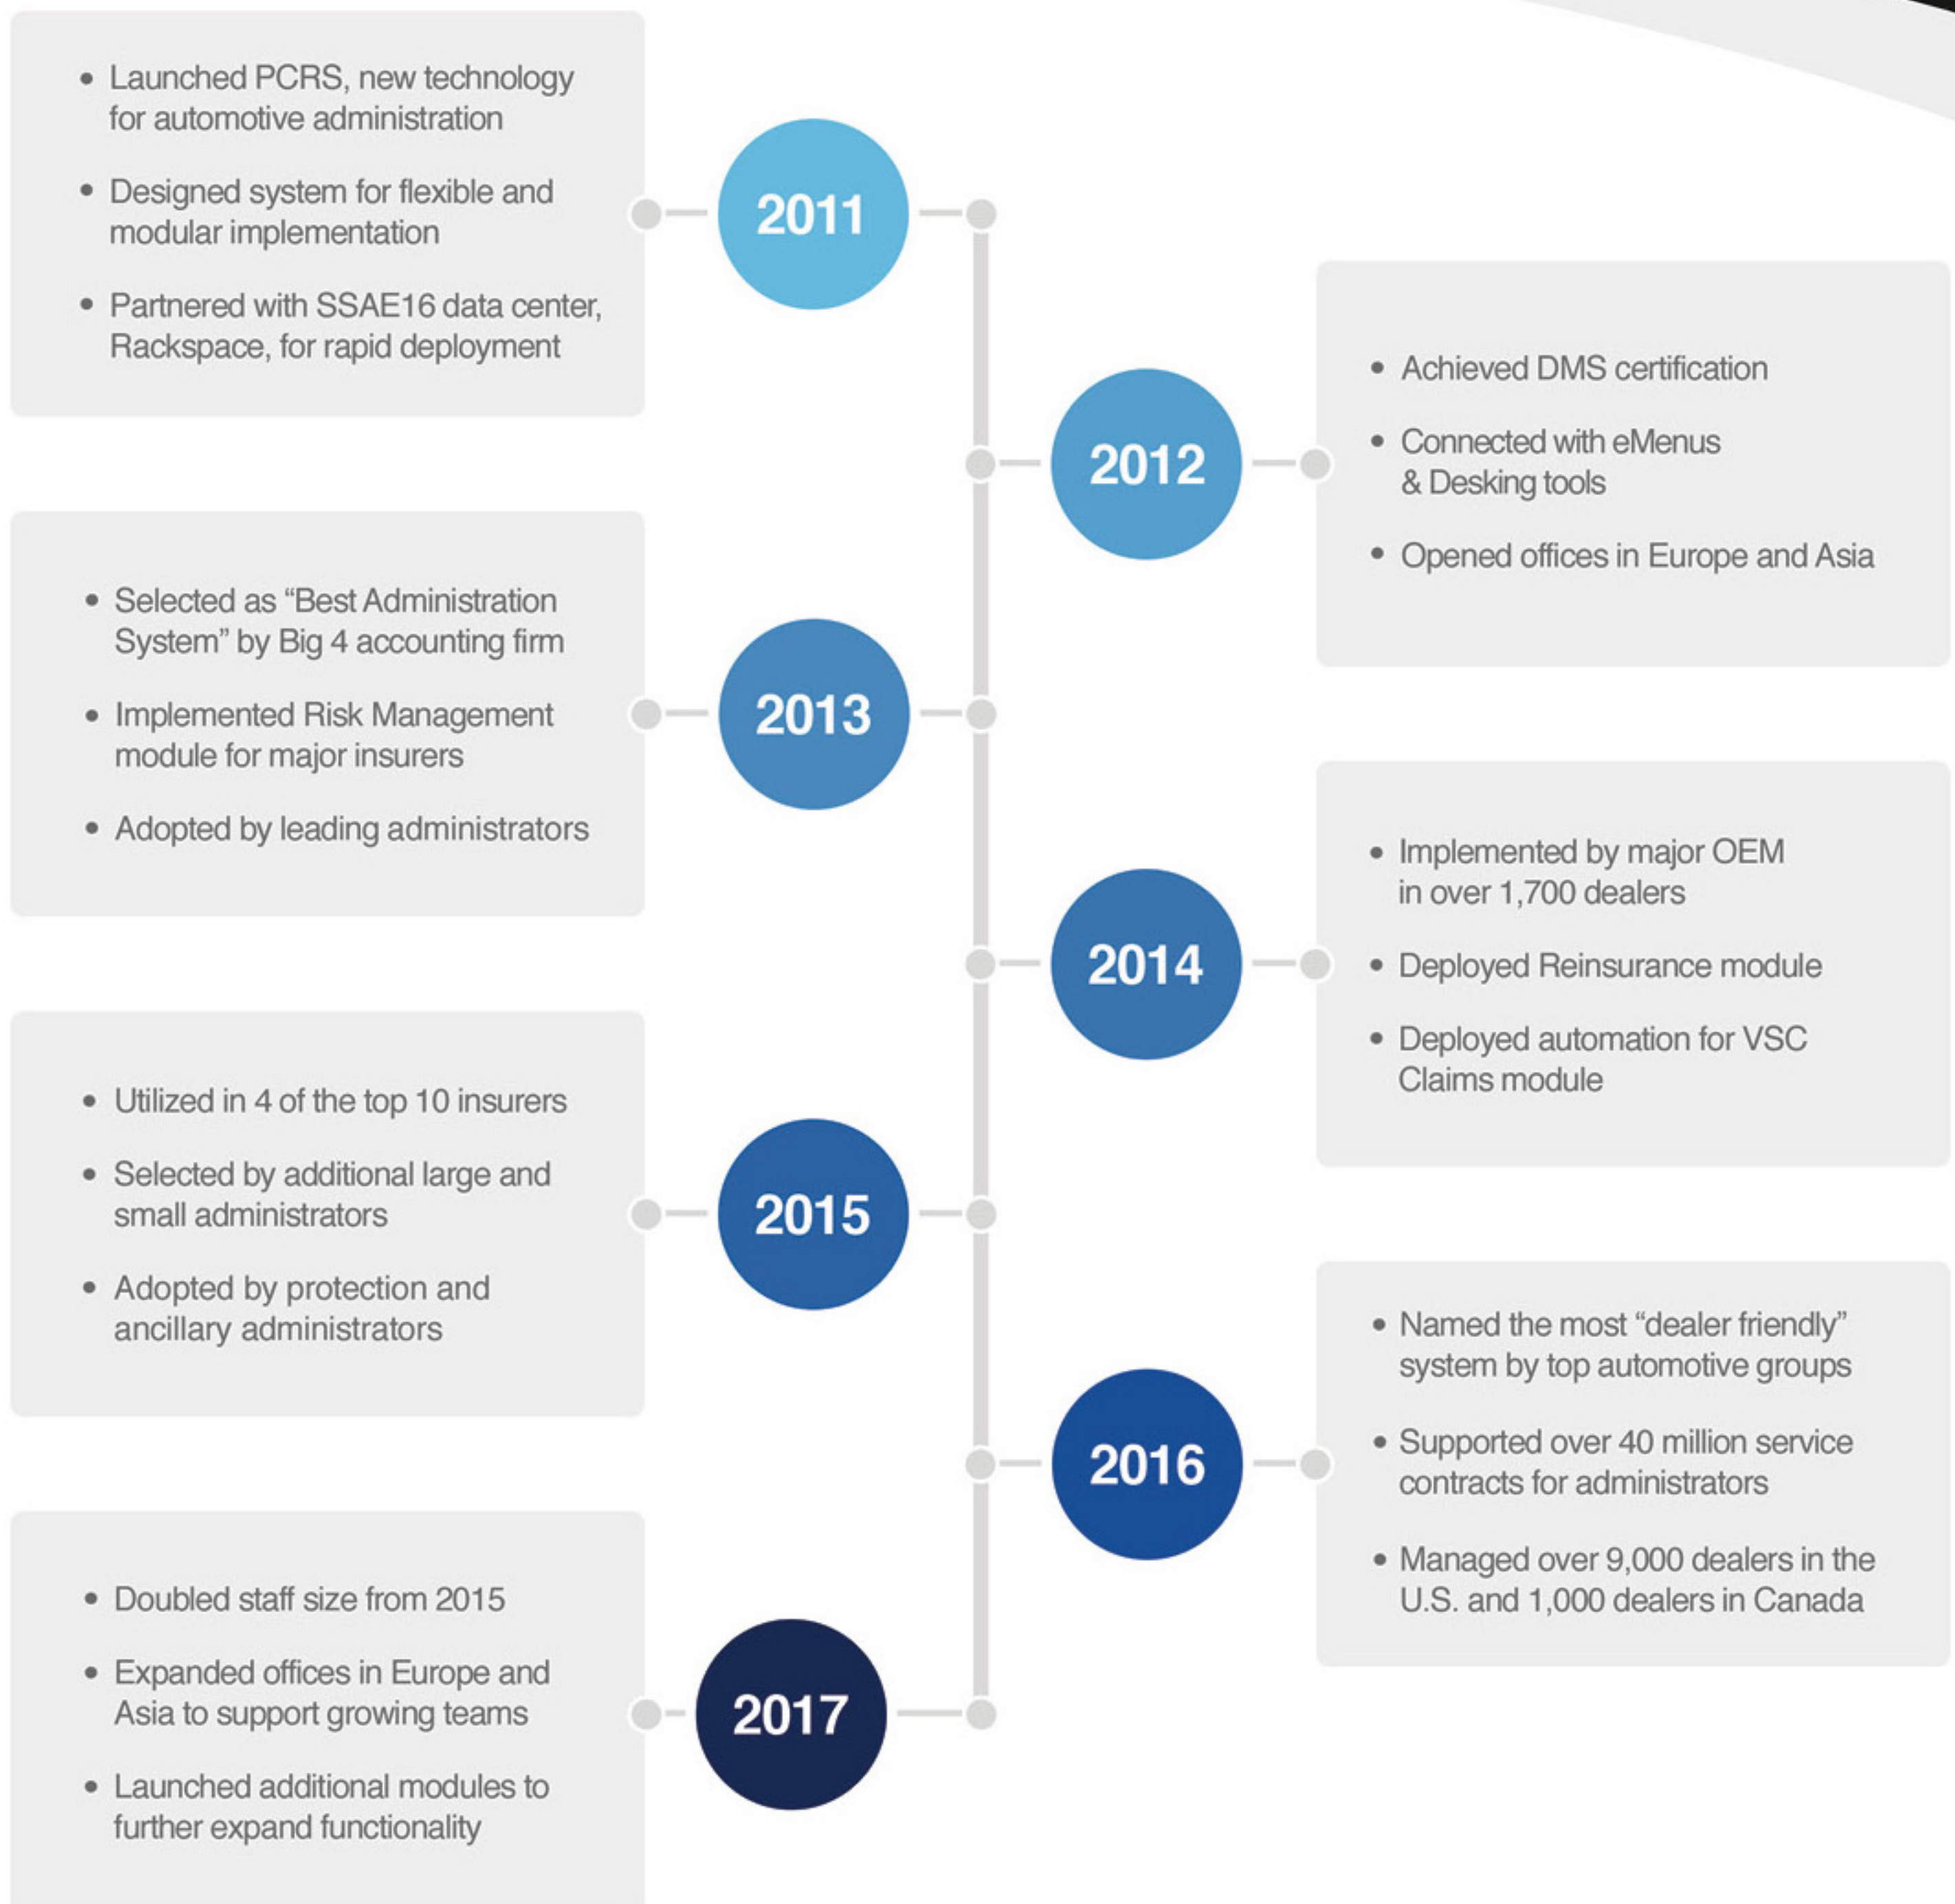 • Launched PCRS, new technology
for automotive administration
• Designed system for flexible and
modular implementation
• Partnered with SSAE16 data center,
Rackspace, for rapid deployment
2011
2012
• Achieved DMS certification
• Connected with eMenus
& Desking tools
• Opened offices in Europe and Asia
• Selected as “Best Administration
System” by Big 4 accounting firm
• Implemented Risk Management
module for major insurers
• Adopted by leading administrators
2013
2014
• Implemented by major OEM
in over 1,700 dealers
• Deployed Reinsurance module
• Deployed automation for VSC
Claims module
• Utilized in 4 of the top 10 insurers
• Selected by additional large and
small administrators
• Adopted by protection and
ancillary administrators
2015
2016
• Named the most “dealer friendly”
system by top automotive groups
• Supported over 40 million service
contracts for administrators
• Managed over 9,000 dealers in the
U.S. and 1,000 dealers in Canada
• Doubled staff size from 2015
• Expanded offices in Europe and
Asia to support growing teams
• Launched additional modules to
further expand functionality
2017